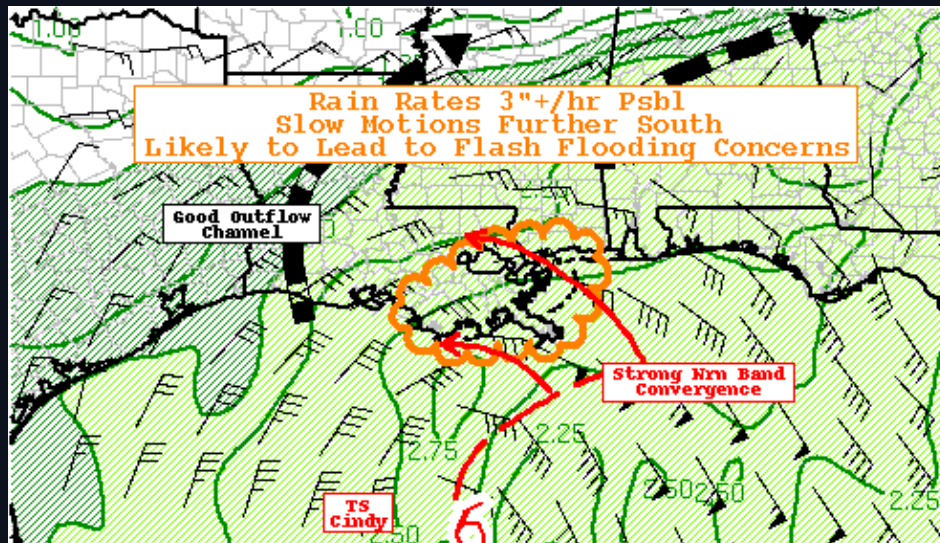 1.00
1.00
Rain Rates 3"+/hr Psbl
Slow Motions Further South
Likely to Lead to Flash Flooding Concerns
Good Outflow
Channel
Strong Nrn Band
Convergence
2.75
2.25
2.50
2.50
2.25
TS
Cindy
2.50